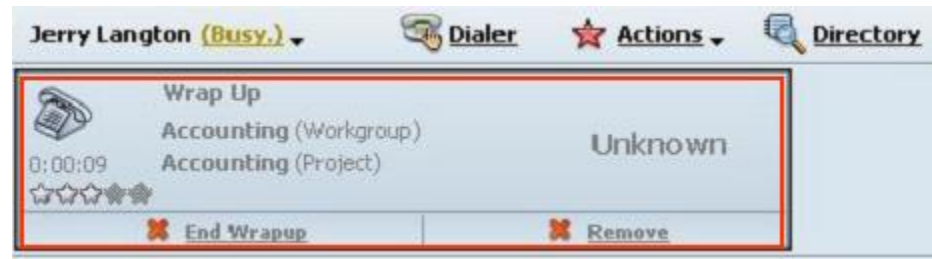 Jerry Langton (Busy.) Dialer Actions Directory
Wrap Up
Accounting (Workgroup)
Unknown
0:00:09 Accounting (Project)
End Wrapup Remove